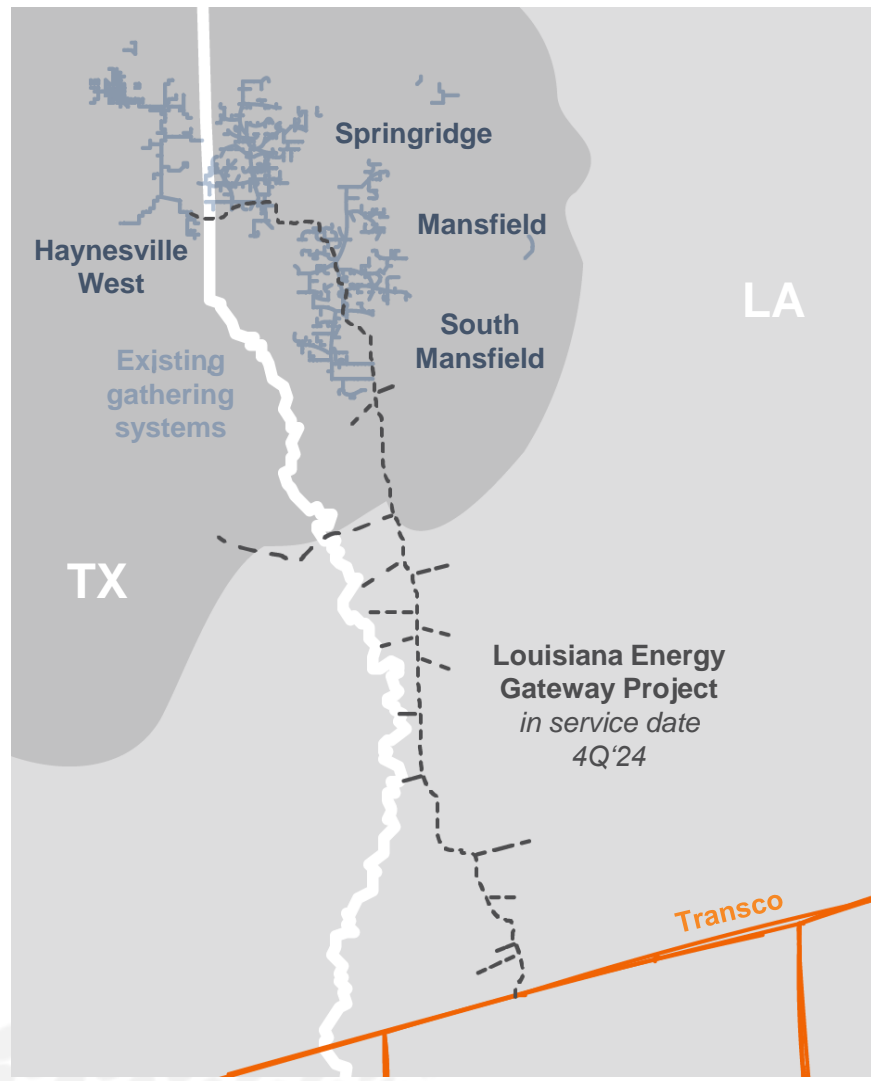 Springridge
Mansfield
Haynesville
West
LA
South
Mansfield
Existing
gathering
systems
TX
Louisiana Energy
Gateway Project
in service date
4Q‘24
Transco